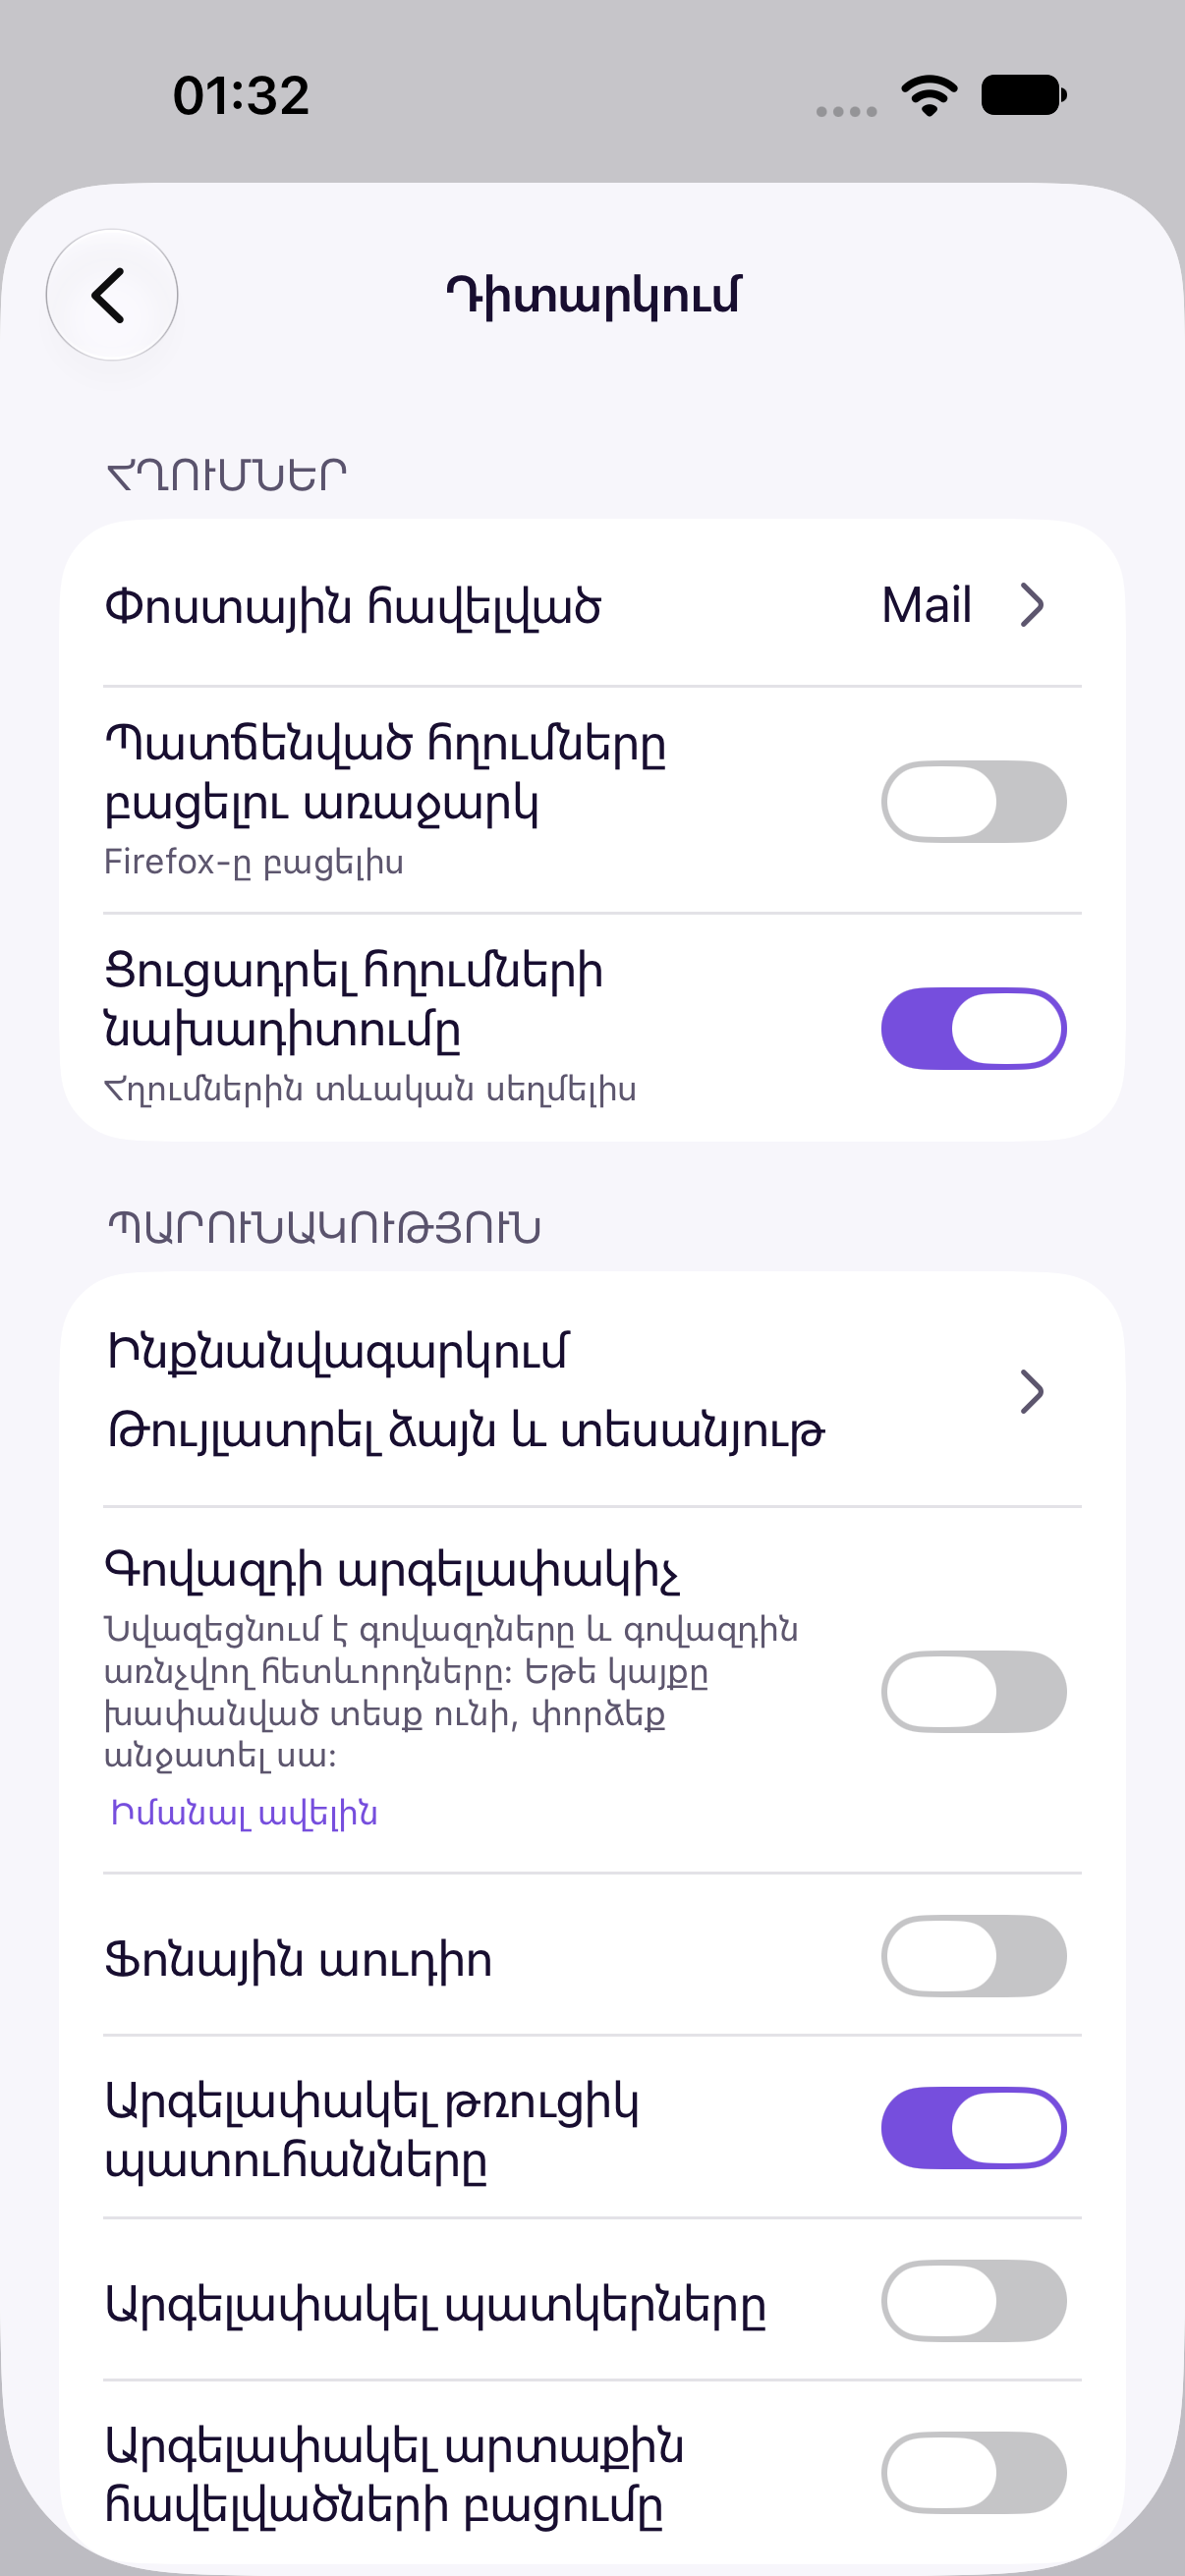 01:32
Դիտարկում
ՀՂՈՒՄՆԵՐ
Փոստային հավելված
Mail
Պատճենված հղումները
բացելու առաջարկ
Firefox-ը բացելիս
Ցուցադրել հղումների
նախադիտումը
Հղումներին տևական սեղմելիս
ՊԱՐՈՒՆԱԿՈՒԹՅՈՒՆ
Ինքնանվագարկում
Թույլատրել ձայն և տեսանյութ
Գովազդի արգելափակիչ
Նվազեցնում է գովազդները և գովազդին
առնչվող հետևորդները։ Եթե կայքը
խափանված տեսք ունի, փորձեք
անջատել սա։
Իմանալ ավելին
Ֆոնային աուդիո
Արգելափակել թռուցիկ
պատուհանները
Արգելափակել պատկերները
Արգելափակել արտաքին
հավելվածների բացումը